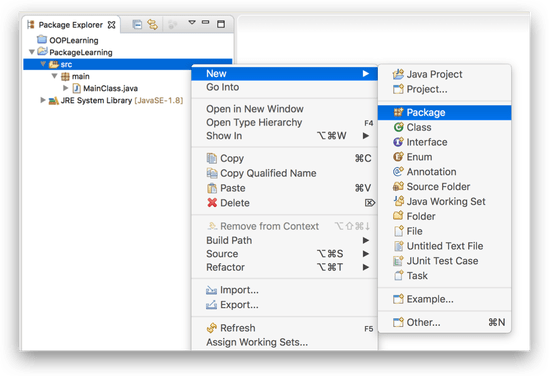 Package Explorer
OOPLearning
PackageLearning
src
main
MainClass.java
JRE System Library [JavaSE-1.8]
New
Go Into
Open in New Window
Open Type Hierarchy F4
Show In ⌥⌘W
Copy ⌘C
Copy Qualified Name
Paste ⌘V
Delete ⌦
Remove from Context ⌥⇧⌘↓
Build Path
Source ⌥⌘S
Refactor ⌥⌘T
Import...
Export...
Refresh F5
Assign Working Sets...
Java Project
Project...
Package
Class
Interface
Enum
Annotation
Source Folder
Java Working Set
Folder
File
Untitled Text File
JUnit Test Case
Task
Example...
Other... ⌘N